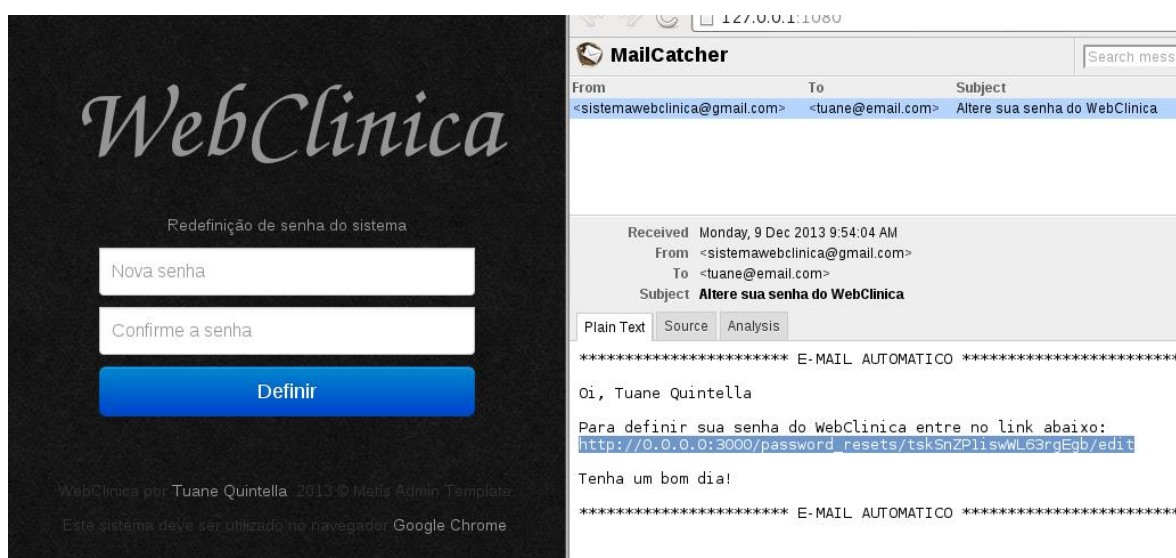 WebClinica
Redefinição de senha do sistema
Nova senha
Confirme a senha
Definir
WebClinica por Tuane Quintella 2013 © Metis Admin Template.
Este sistema deve ser utilizado no navegador Google Chrome
127.0.0.1:1080
MailCatcher
Search mess
From To Subject
<sistemawebclinica@gmail.com> <tuane@email.com> Altere sua senha do WebClinica
Received Monday, 9 Dec 2013 9:54:04 AM
From <sistemawebclinica@gmail.com>
To <tuane@email.com>
Subject Altere sua senha do WebClinica
Plain Text Source Analysis
*********************** E-MAIL AUTOMATICO ************************
Oi, Tuane Quintella
Para definir sua senha do WebClinica entre no link abaixo:
http://0.0.0.0:3000/password_resets/tskSnZPliswWL63rgEgb/edit
Tenha um bom dia!
*********************** E-MAIL AUTOMATICO ************************